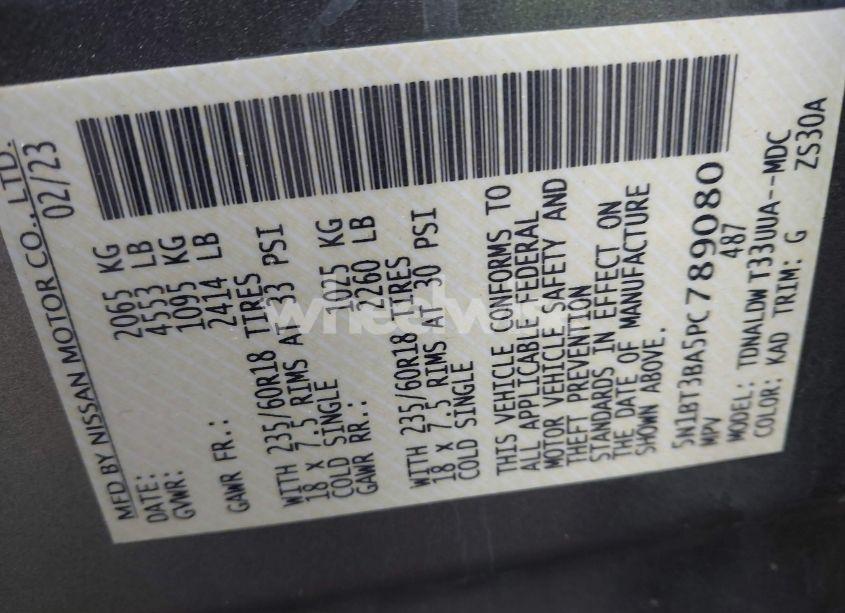 MFD BY NISSAN MOTOR CO., LTD.
DATE: 02/23
GVWR: 2065 KG
4553 LB
GAWR FR.: 1095 KG
2414 LB
WITH 235/60R18 TIRES
18 X 7.5 RIMS AT 33 PSI
COLD SINGLE
GAWR RR.: 1025 KG
2260 LB
WITH 235/60R18 TIRES
18 X 7.5 RIMS AT 30 PSI
COLD SINGLE
THIS VEHICLE CONFORMS TO
ALL APPLICABLE FEDERAL
MOTOR VEHICLE SAFETY AND
THEFT PREVENTION
STANDARDS IN EFFECT ON
THE DATE OF MANUFACTURE
SHOWN ABOVE.
5N1BT3BA5PC789080
MPV 487
MODEL: TDNALDW T33UUA--MDC
COLOR: KAD TRIM: G ZS30A